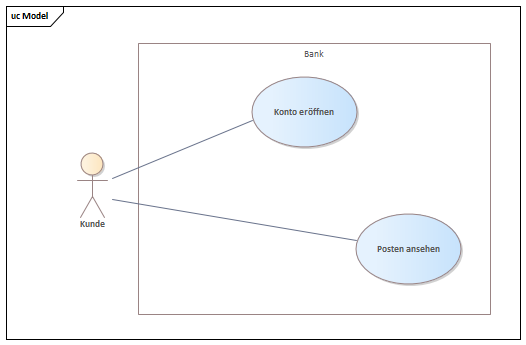 uc Model
Bank
Konto eröffnen
Kunde
Posten ansehen